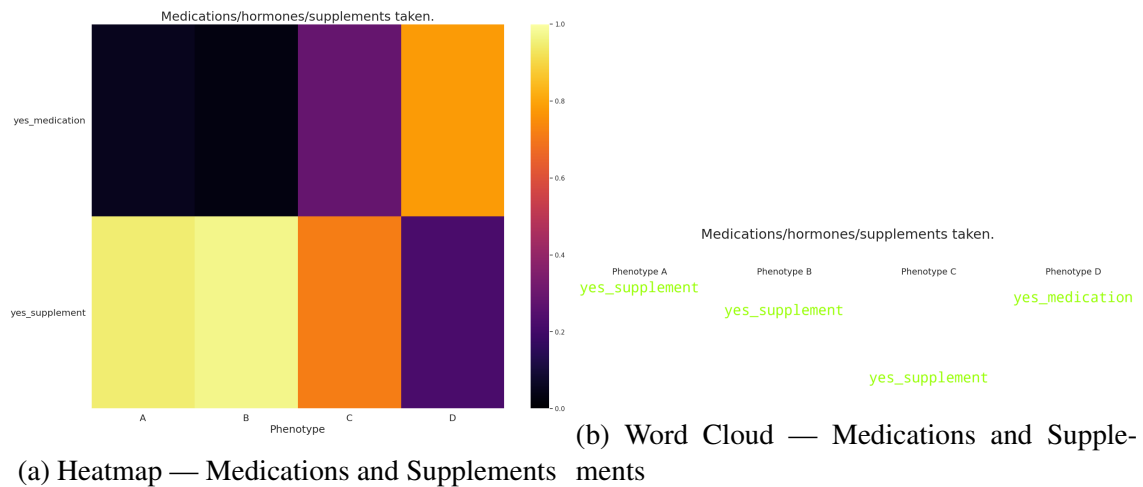 Medications/hormones/supplements taken.
1.0
yes_medication
0.8
0.6
0.4
yes_supplement
0.2
0.0
A B C D
Phenotype
(a) Heatmap — Medications and Supplements
Medications/hormones/supplements taken.
Phenotype A Phenotype B Phenotype C Phenotype D
yes_supplement
yes_medication
yes_supplement
yes_supplement
(b) Word Cloud — Medications and Supple-
ments